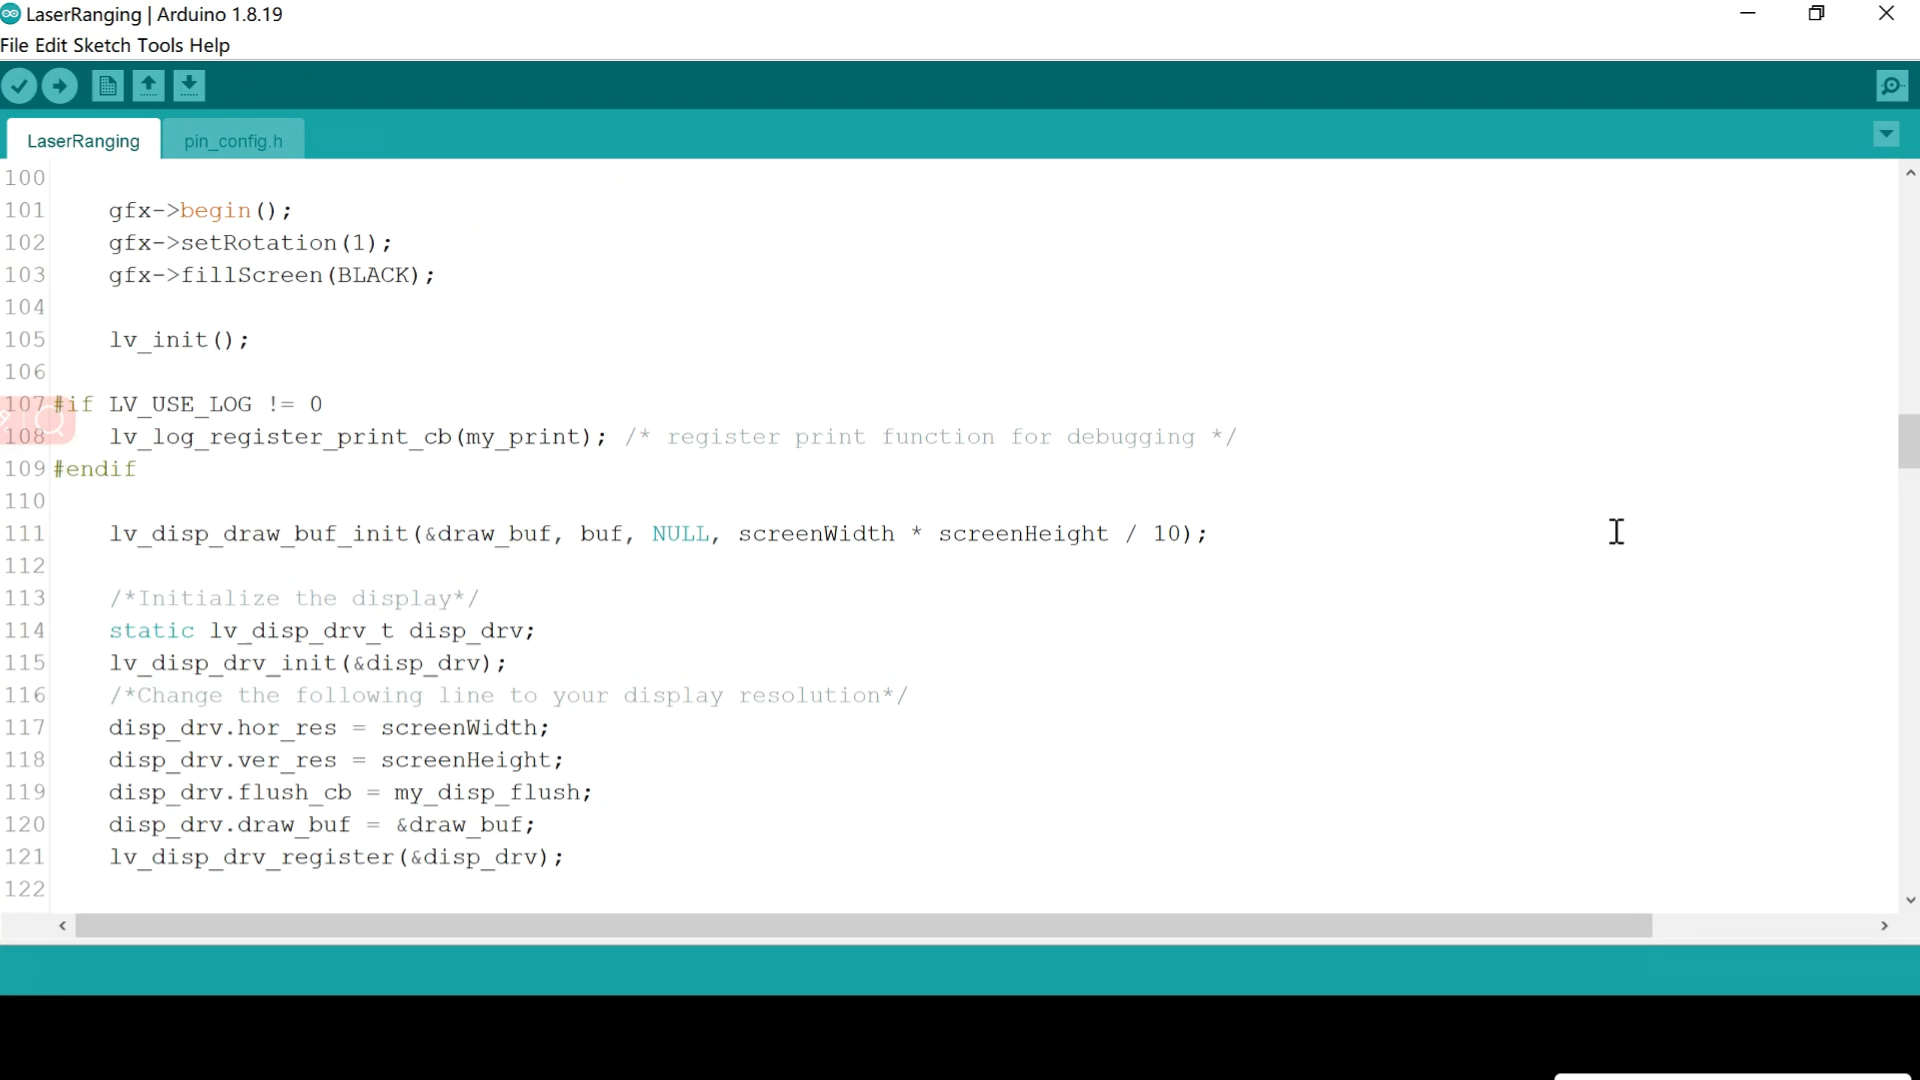 LaserRanging | Arduino 1.8.19
File Edit Sketch Tools Help
LaserRanging pin_config.h
100
101 gfx->begin();
102 gfx->setRotation(1);
103 gfx->fillScreen(BLACK);
104
105 lv_init();
106
107 #if LV_USE_LOG != 0
108 lv_log_register_print_cb(my_print); /* register print function for debugging */
109 #endif
110
111 lv_disp_draw_buf_init(&draw_buf, buf, NULL, screenWidth * screenHeight / 10);
112
113 /*Initialize the display*/
114 static lv_disp_drv_t disp_drv;
115 lv_disp_drv_init(&disp_drv);
116 /*Change the following line to your display resolution*/
117 disp_drv.hor_res = screenWidth;
118 disp_drv.ver_res = screenHeight;
119 disp_drv.flush_cb = my_disp_flush;
120 disp_drv.draw_buf = &draw_buf;
121 lv_disp_drv_register(&disp_drv);
122